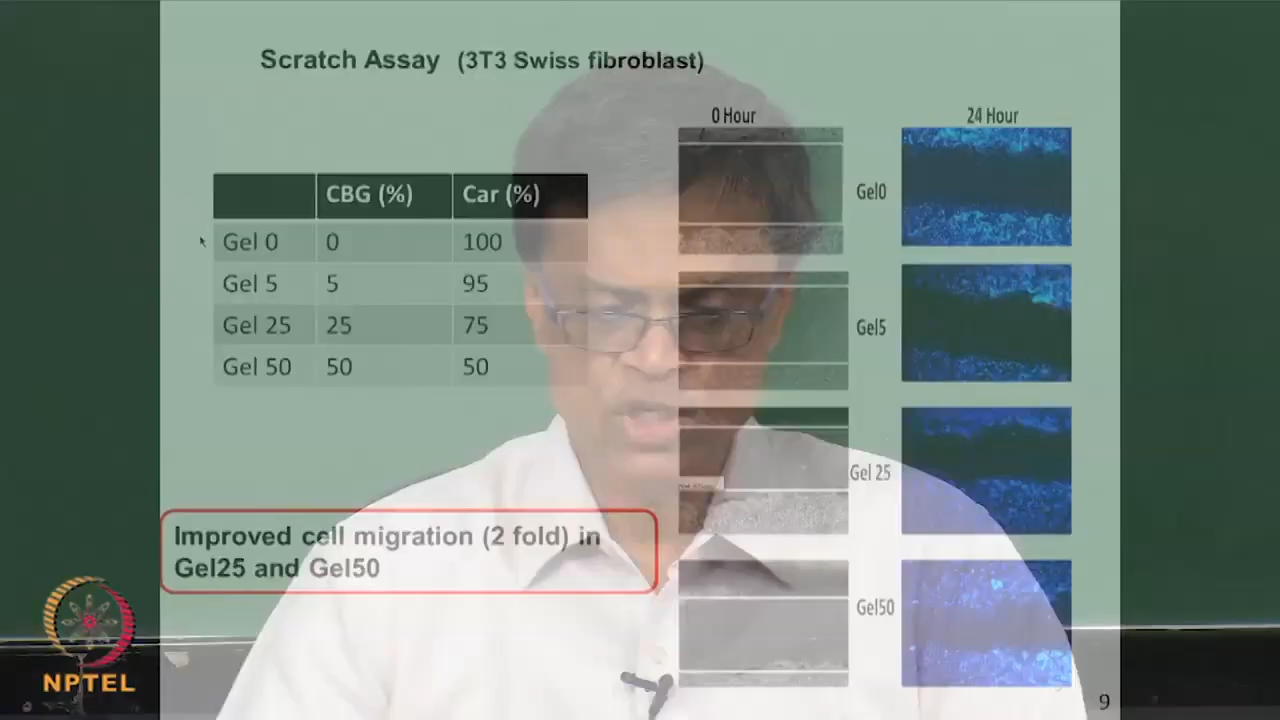 Scratch Assay (3T3 Swiss fibroblast)
0 Hour 24 Hour
CBG (%) Car (%)
Gel 0 0 100
Gel 5 5 95
Gel 25 25 75
Gel 50 50 50
Gel0
Gel5
Gel 25
Gel50
Improved cell migration (2 fold) in
Gel25 and Gel50
NPTEL
9